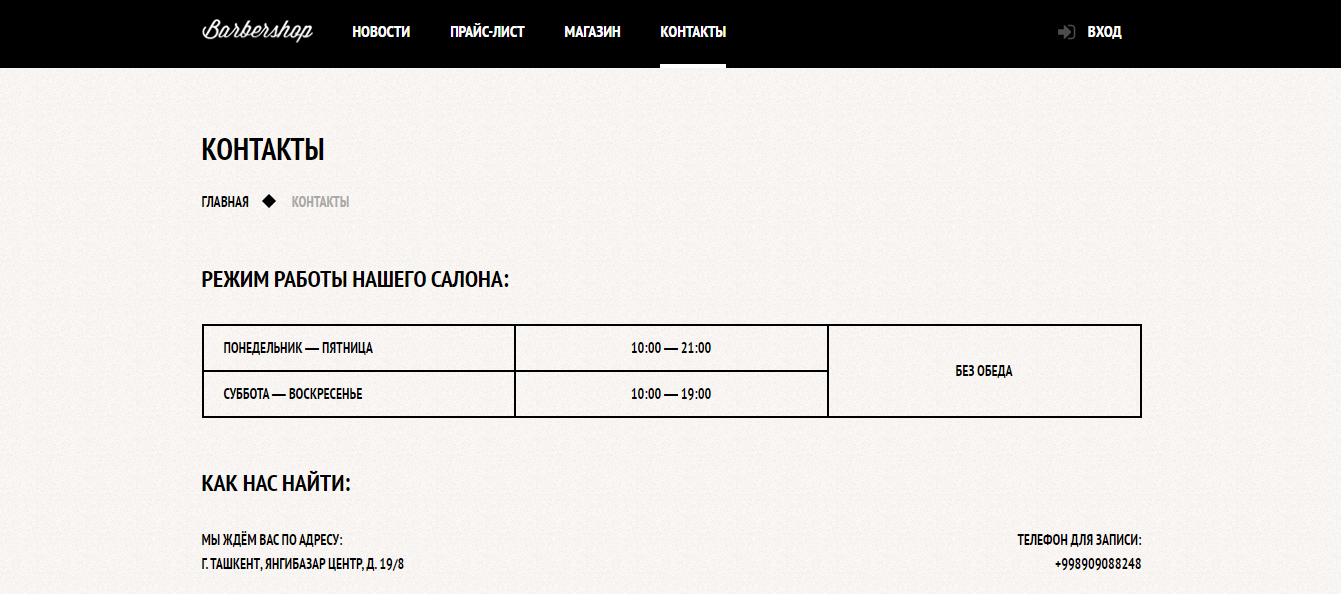 Barbershop НОВОСТИ ПРАЙС-ЛИСТ МАГАЗИН КОНТАКТЫ ВХОД
КОНТАКТЫ
ГЛАВНАЯ КОНТАКТЫ
РЕЖИМ РАБОТЫ НАШЕГО САЛОНА:
ПОНЕДЕЛЬНИК — ПЯТНИЦА 10:00 — 21:00
БЕЗ ОБЕДА
СУББОТА — ВОСКРЕСЕНЬЕ 10:00 — 19:00
КАК НАС НАЙТИ:
МЫ ЖДЁМ ВАС ПО АДРЕСУ:
Г. ТАШКЕНТ, ЯНГИБАЗАР ЦЕНТР, Д. 19/8
ТЕЛЕФОН ДЛЯ ЗАПИСИ:
+998909088248